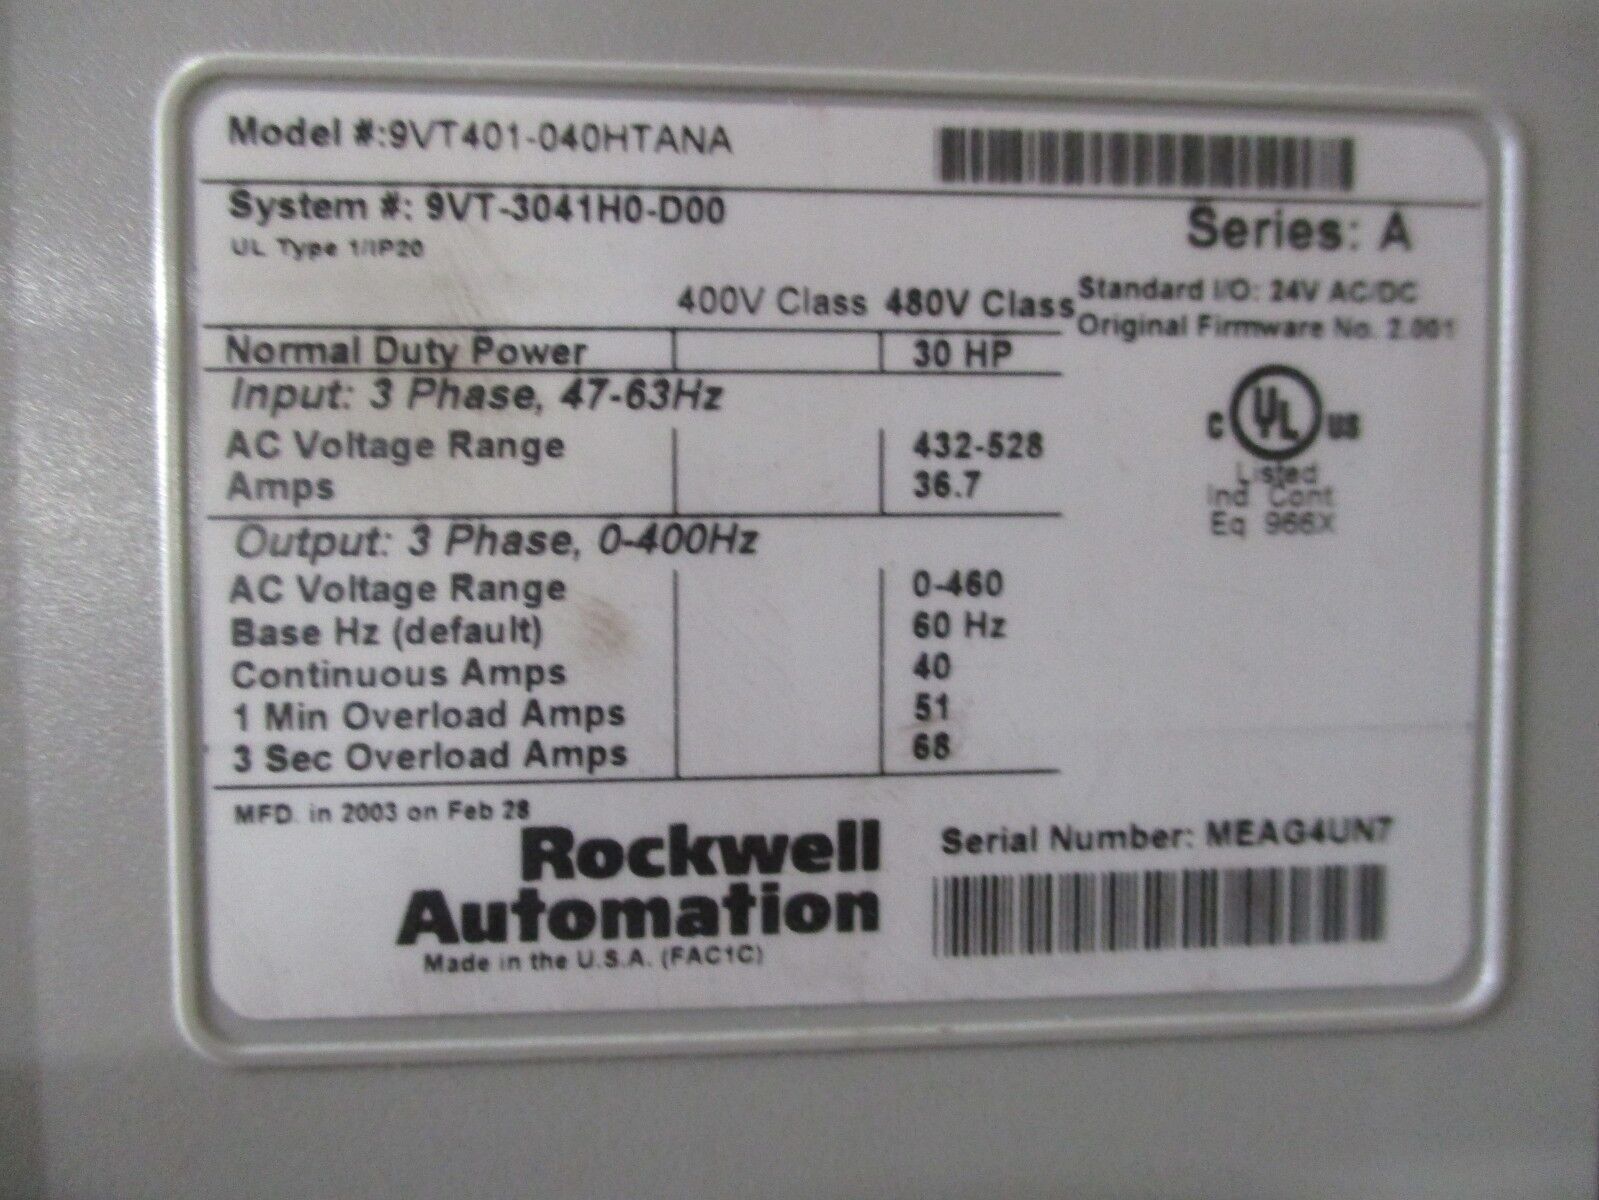 Model #:9VT401-040HTANA
System #: 9VT-3041H0-D00
UL Type 1/IP20
Series: A
400V Class 480V Class
Standard I/O: 24V AC/DC
Original Firmware No. 2.001
Normal Duty Power 30 HP
Input: 3 Phase, 47-63Hz
AC Voltage Range 432-528
Amps 36.7
C UL US
Listed
Ind Cont
Eq 966X
Output: 3 Phase, 0-400Hz
AC Voltage Range 0-460
Base Hz (default) 60 Hz
Continuous Amps 40
1 Min Overload Amps 51
3 Sec Overload Amps 68
MFD. in 2003 on Feb 28
Rockwell
Automation
Made in the U.S.A. (FAC1C)
Serial Number: MEAG4UN7